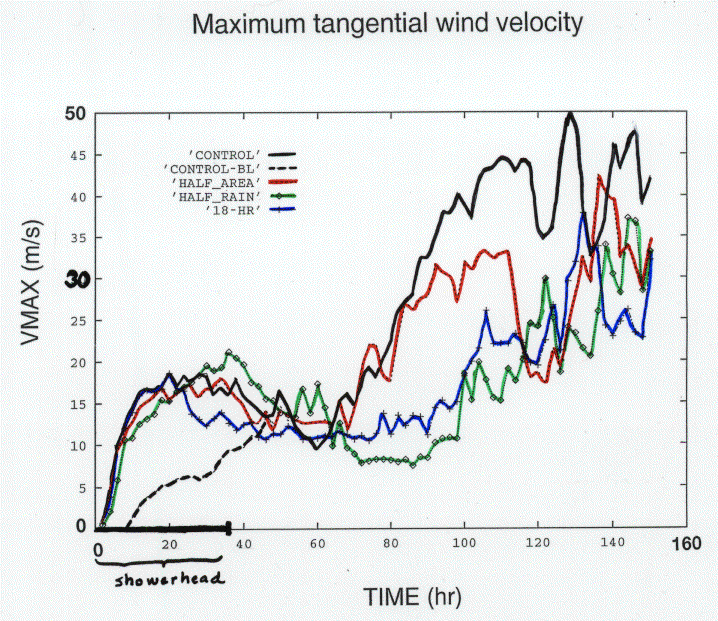 Maximum tangential wind velocity
50
45
40
35
30
25
20
15
10
5
0
VMAX (m/s)
'CONTROL'
'CONTROL-BL'
'HALF_AREA'
'HALF_RAIN'
'18-HR'
0 20 40 60 80 100 120 140 160
showerhead
TIME (hr)